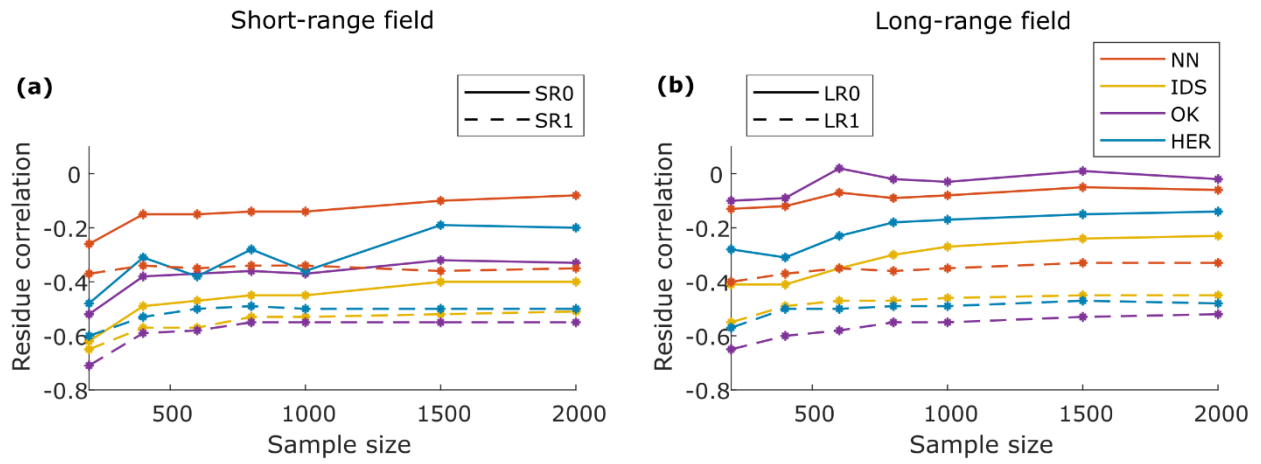 Short-range field
Long-range field
(a)
SR0
SR1
(b)
LR0
LR1
NN
IDS
OK
HER
Residue correlation
0
-0.2
-0.4
-0.6
-0.8
500
1000
1500
2000
Sample size
Residue correlation
0
-0.2
-0.4
-0.6
-0.8
500
1000
1500
2000
Sample size